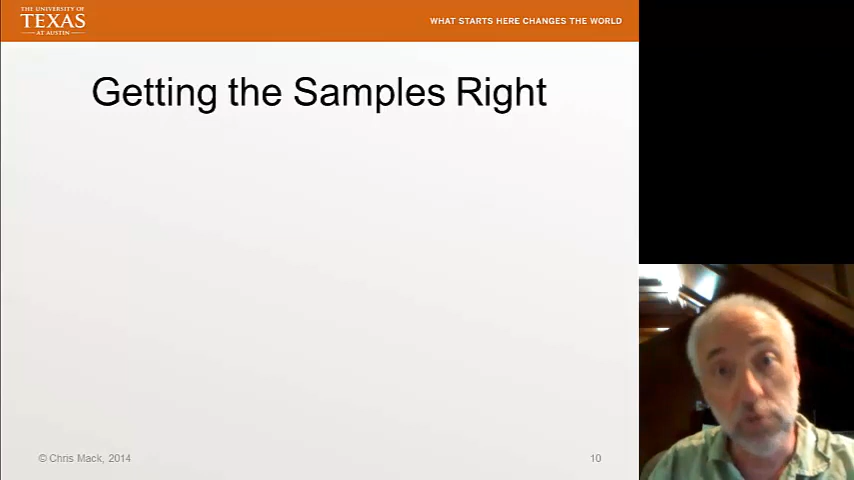 THE UNIVERSITY OF
TEXAS
AT AUSTIN
WHAT STARTS HERE CHANGES THE WORLD
Getting the Samples Right
© Chris Mack, 2014
10